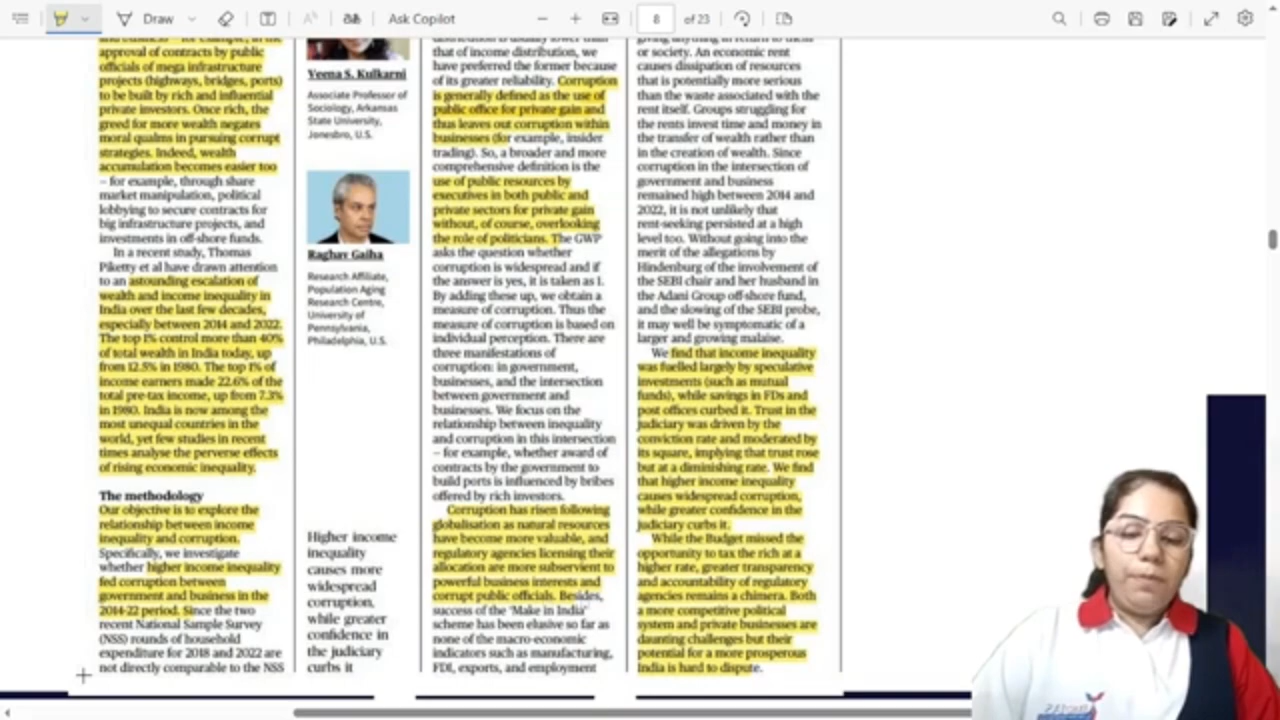 Draw
Ask Copilot
8
of 23
and business – for example, in the
approval of contracts by public
officials of mega infrastructure
projects (highways, bridges, ports)
to be built by rich and influential
private investors. Once rich, the
greed for more wealth negates
moral qualms in pursuing corrupt
strategies. Indeed, wealth
accumulation becomes easier too
– for example, through share
market manipulation, political
lobbying to secure contracts for
big infrastructure projects, and
investments in off-shore funds.
In a recent study, Thomas
Piketty et al have drawn attention
to an astounding escalation of
wealth and income inequality in
India over the last few decades,
especially between 2014 and 2022.
The top 1% control more than 40%
of total wealth in India today, up
from 12.5% in 1980. The top 1% of
income earners made 22.6% of the
total pre-tax income, up from 7.3%
in 1980. India is now among the
most unequal countries in the
world, yet few studies in recent
times analyse the perverse effects
of rising economic inequality.
The methodology
Our objective is to explore the
relationship between income
inequality and corruption.
Specifically, we investigate
whether higher income inequality
fed corruption between
government and business in the
2014-22 period. Since the two
recent National Sample Survey
(NSS) rounds of household
expenditure for 2018 and 2022 are
not directly comparable to the NSS
Veena S. Kulkarni
Associate Professor of
Sociology, Arkansas
State University,
Jonesbro, U.S.
Raghav Gaiha
Research Affiliate,
Population Aging
Research Centre,
University of
Pennsylvania,
Philadelphia, U.S.
Higher income
inequality
causes more
widespread
corruption,
while greater
confidence in
the judiciary
curbs it
distribution is usually lower than
that of income distribution, we
have preferred the former because
of its greater reliability. Corruption
is generally defined as the use of
public office for private gain and
thus leaves out corruption within
businesses (for example, insider
trading). So, a broader and more
comprehensive definition is the
use of public resources by
executives in both public and
private sectors for private gain
without, of course, overlooking
the role of politicians. The GWP
asks the question whether
corruption is widespread and if
the answer is yes, it is taken as 1.
By adding these up, we obtain a
measure of corruption. Thus the
measure of corruption is based on
individual perception. There are
three manifestations of
corruption: in government,
businesses, and the intersection
between government and
businesses. We focus on the
relationship between inequality
and corruption in this intersection
– for example, whether award of
contracts by the government to
build ports is influenced by bribes
offered by rich investors.
Corruption has risen following
globalisation as natural resources
have become more valuable, and
regulatory agencies licensing their
allocation are more subservient to
powerful business interests and
corrupt public officials. Besides,
success of the 'Make in India'
scheme has been elusive so far as
none of the macro-economic
indicators such as manufacturing,
FDI, exports, and employment
giving anything in return to them
or society. An economic rent
causes dissipation of resources
that is potentially more serious
than the waste associated with the
rent itself. Groups struggling for
the rents invest time and money in
the transfer of wealth rather than
in the creation of wealth. Since
corruption in the intersection of
government and business
remained high between 2014 and
2022, it is not unlikely that
rent-seeking persisted at a high
level too. Without going into the
merit of the allegations by
Hindenburg of the involvement of
the SEBI chair and her husband in
the Adani Group off-shore fund,
and the slowing of the SEBI probe,
it may well be symptomatic of a
larger and growing malaise.
We find that income inequality
was fuelled largely by speculative
investments (such as mutual
funds), while savings in FDs and
post offices curbed it. Trust in the
judiciary was driven by the
conviction rate and moderated by
its square, implying that trust rose
but at a diminishing rate. We find
that higher income inequality
causes widespread corruption,
while greater confidence in the
judiciary curbs it.
While the Budget missed the
opportunity to tax the rich at a
higher rate, greater transparency
and accountability of regulatory
agencies remains a chimera. Both
a more competitive political
system and private businesses are
daunting challenges but their
potential for a more prosperous
India is hard to dispute.